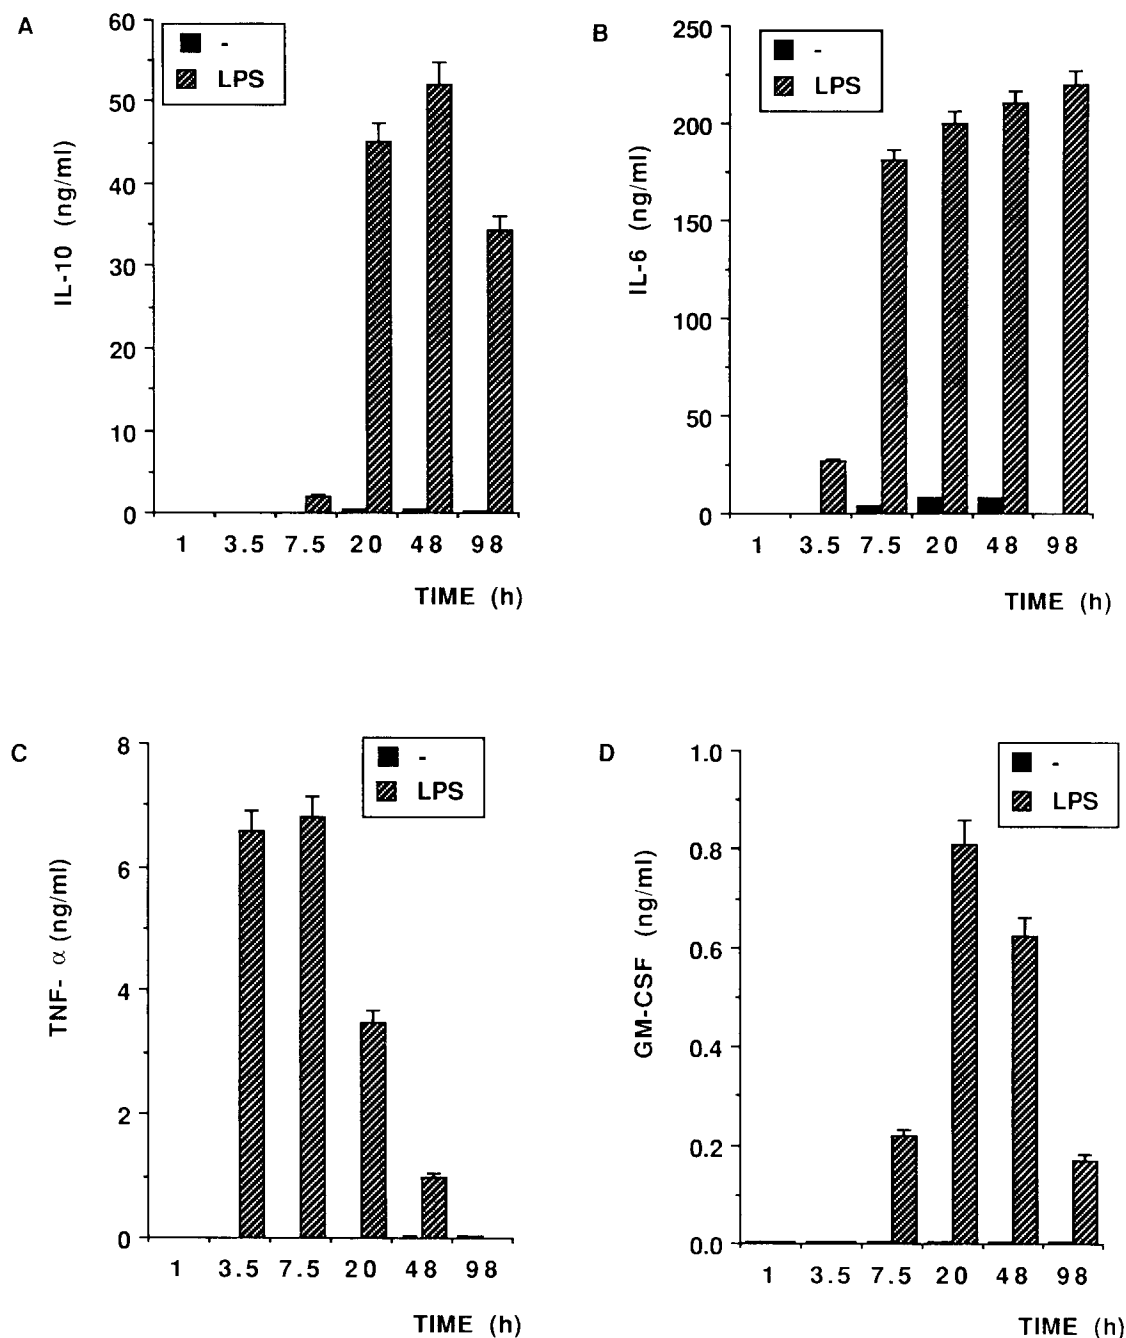 A
60
50
40
30
20
10
0
IL-10 (ng/ml)
-
LPS
1 3.5 7.5 20 48 98
TIME (h)
B
250
200
150
100
50
0
IL-6 (ng/ml)
-
LPS
1 3.5 7.5 20 48 98
TIME (h)
C
8
6
4
2
0
TNF- α (ng/ml)
-
LPS
1 3.5 7.5 20 48 98
TIME (h)
D
1.0
0.8
0.6
0.4
0.2
0.0
GM-CSF (ng/ml)
-
LPS
1 3.5 7.5 20 48 98
TIME (h)